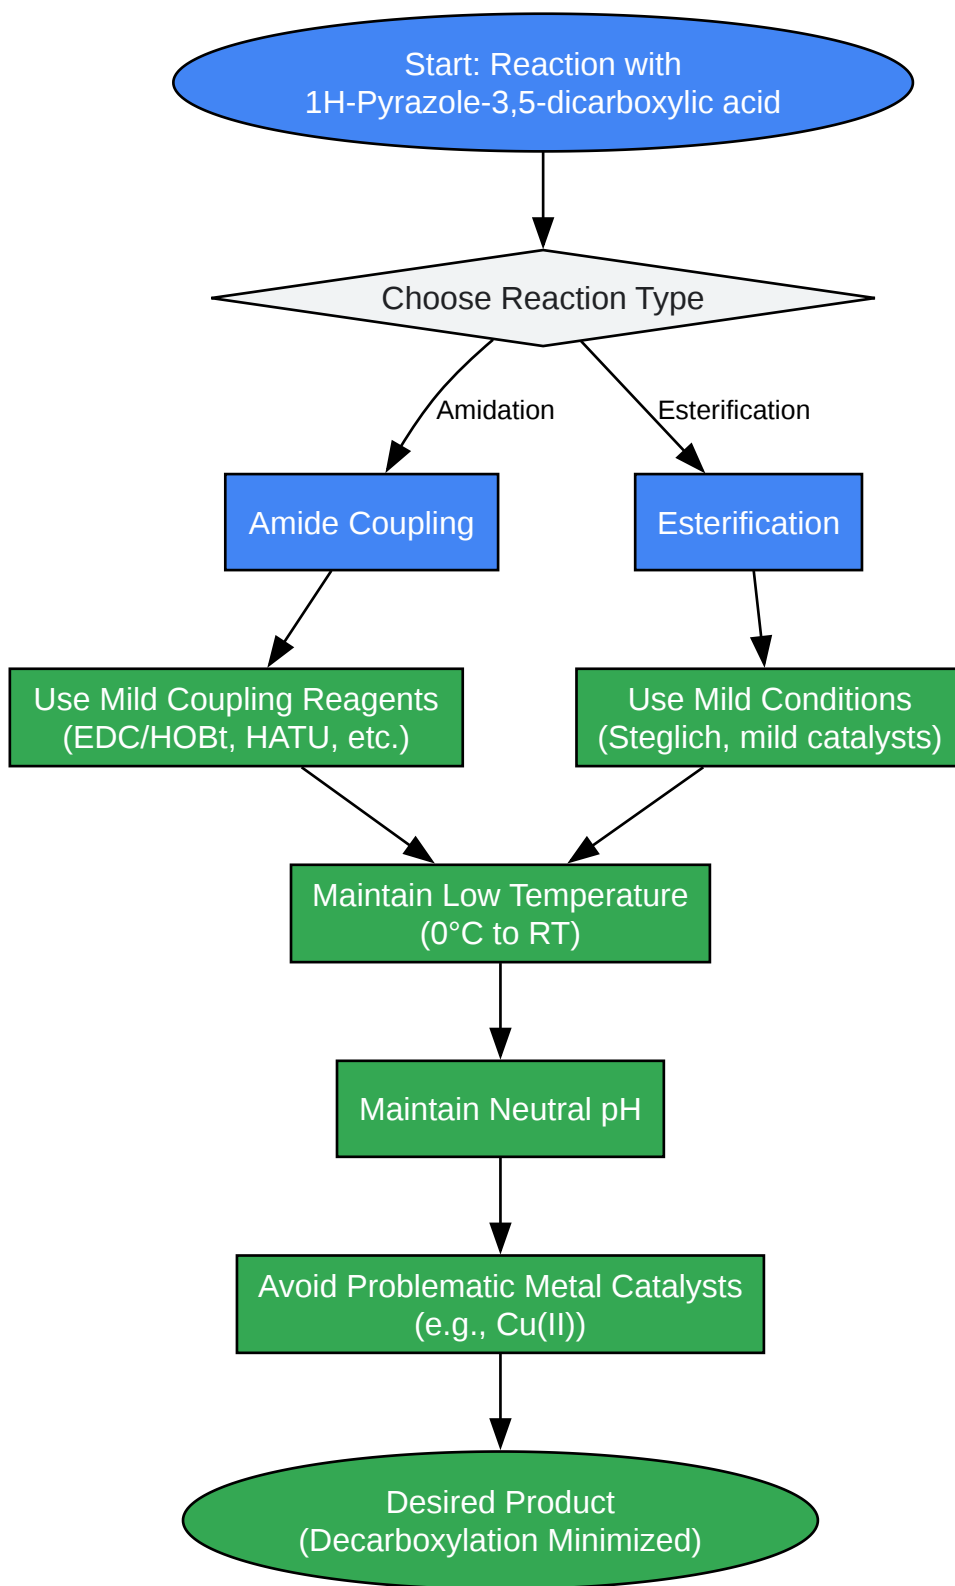 Start: Reaction with
1H-Pyrazole-3,5-dicarboxylic acid
Choose Reaction Type
Amidation
Esterification
Amide Coupling
Esterification
Use Mild Coupling Reagents
(EDC/HOBt, HATU, etc.)
Use Mild Conditions
(Steglich, mild catalysts)
Maintain Low Temperature
(0°C to RT)
Maintain Neutral pH
Avoid Problematic Metal Catalysts
(e.g., Cu(II))
Desired Product
(Decarboxylation Minimized)